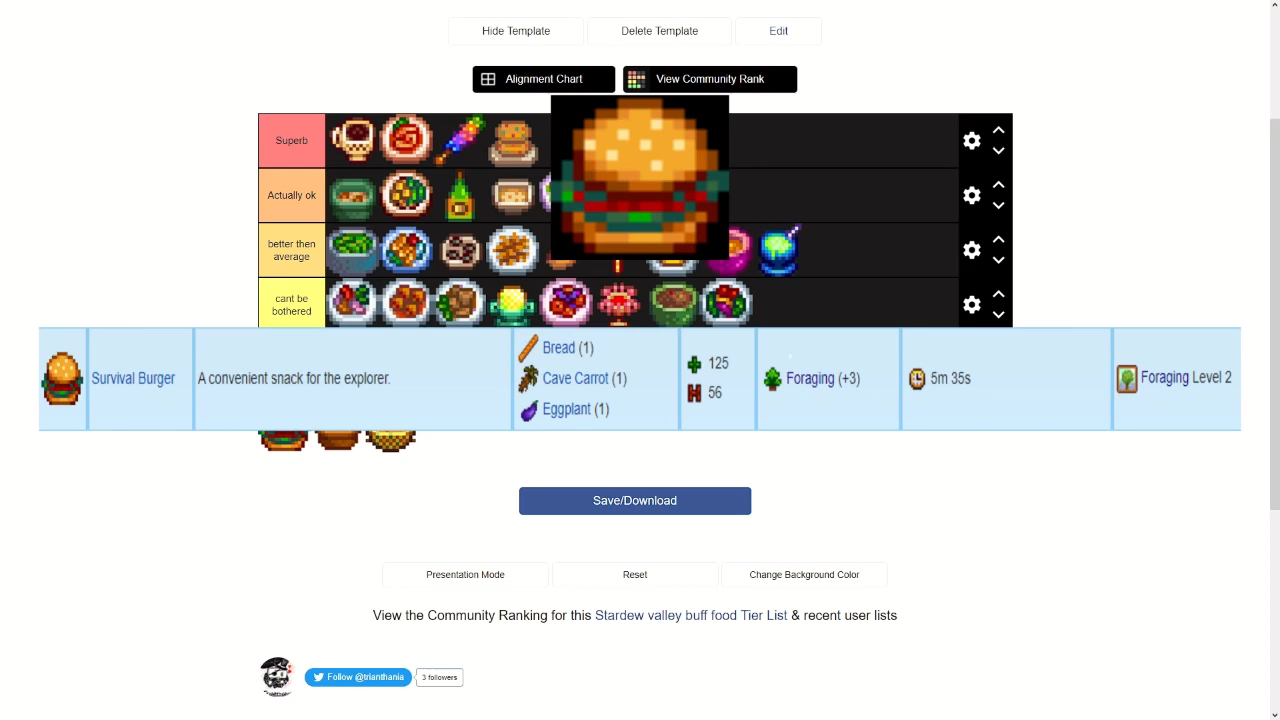 Hide Template
Delete Template
Edit
Alignment Chart
View Community Rank
Superb
Actually ok
better then
average
cant be
bothered
Survival Burger
A convenient snack for the explorer.
Bread (1)
Cave Carrot (1)
Eggplant (1)
125
56
Foraging (+3)
5m 35s
Foraging Level 2
Save/Download
Presentation Mode
Reset
Change Background Color
View the Community Ranking for this Stardew valley buff food Tier List & recent user lists
Follow @trianthania
3 followers